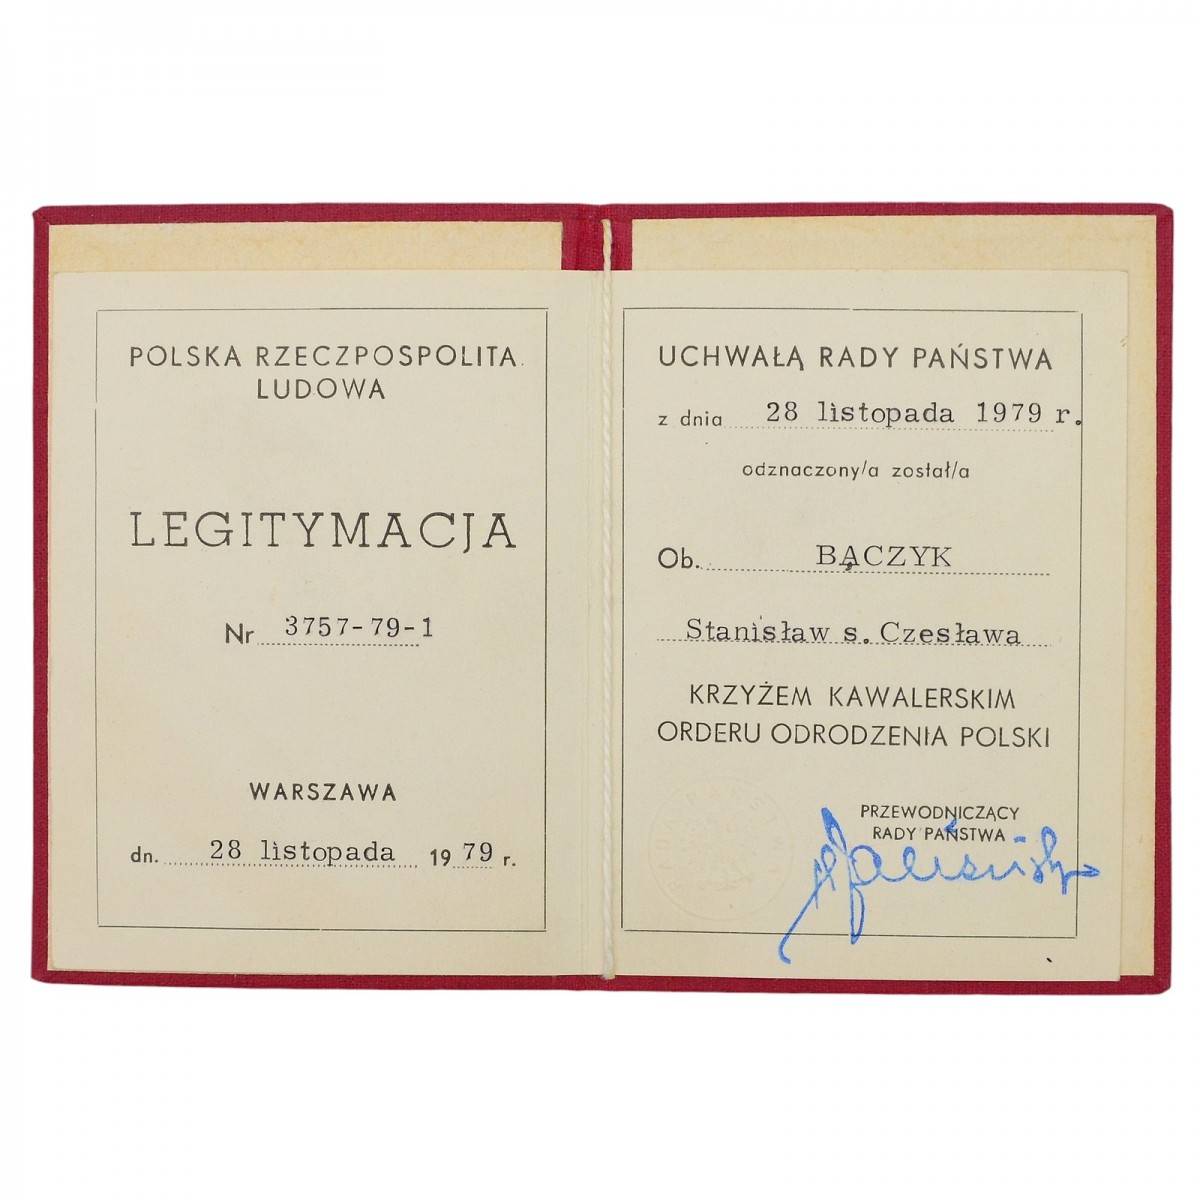 POLSKA RZECZPOSPOLITA
LUDOWA
LEGITYMACJA
Nr 3757-79-1
WARSZAWA
dn. 28 listopada 1979 r.
UCHWAŁĄ RADY PAŃSTWA
z dnia 28 listopada 1979 r.
odznaczony/a został/a
Ob. BĄCZYK
Stanisław s. Czesława
KRZYŻEM KAWALERSKIM
ORDERU ODRODZENIA POLSKI
PRZEWODNICZĄCY
RADY PAŃSTWA